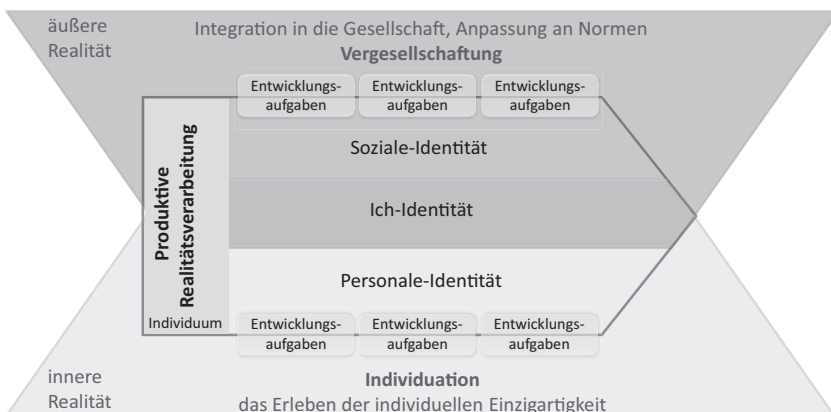 äußere
Realität
Integration in die Gesellschaft, Anpassung an Normen
Vergesellschaftung
Entwicklungs-
aufgaben
Entwicklungs-
aufgaben
Entwicklungs-
aufgaben
Produktive
Realitätsverarbeitung
Individuum
Soziale-Identität
Ich-Identität
Personale-Identität
Entwicklungs-
aufgaben
Entwicklungs-
aufgaben
Entwicklungs-
aufgaben
innere
Realität
Individuation
das Erleben der individuellen Einzigartigkeit